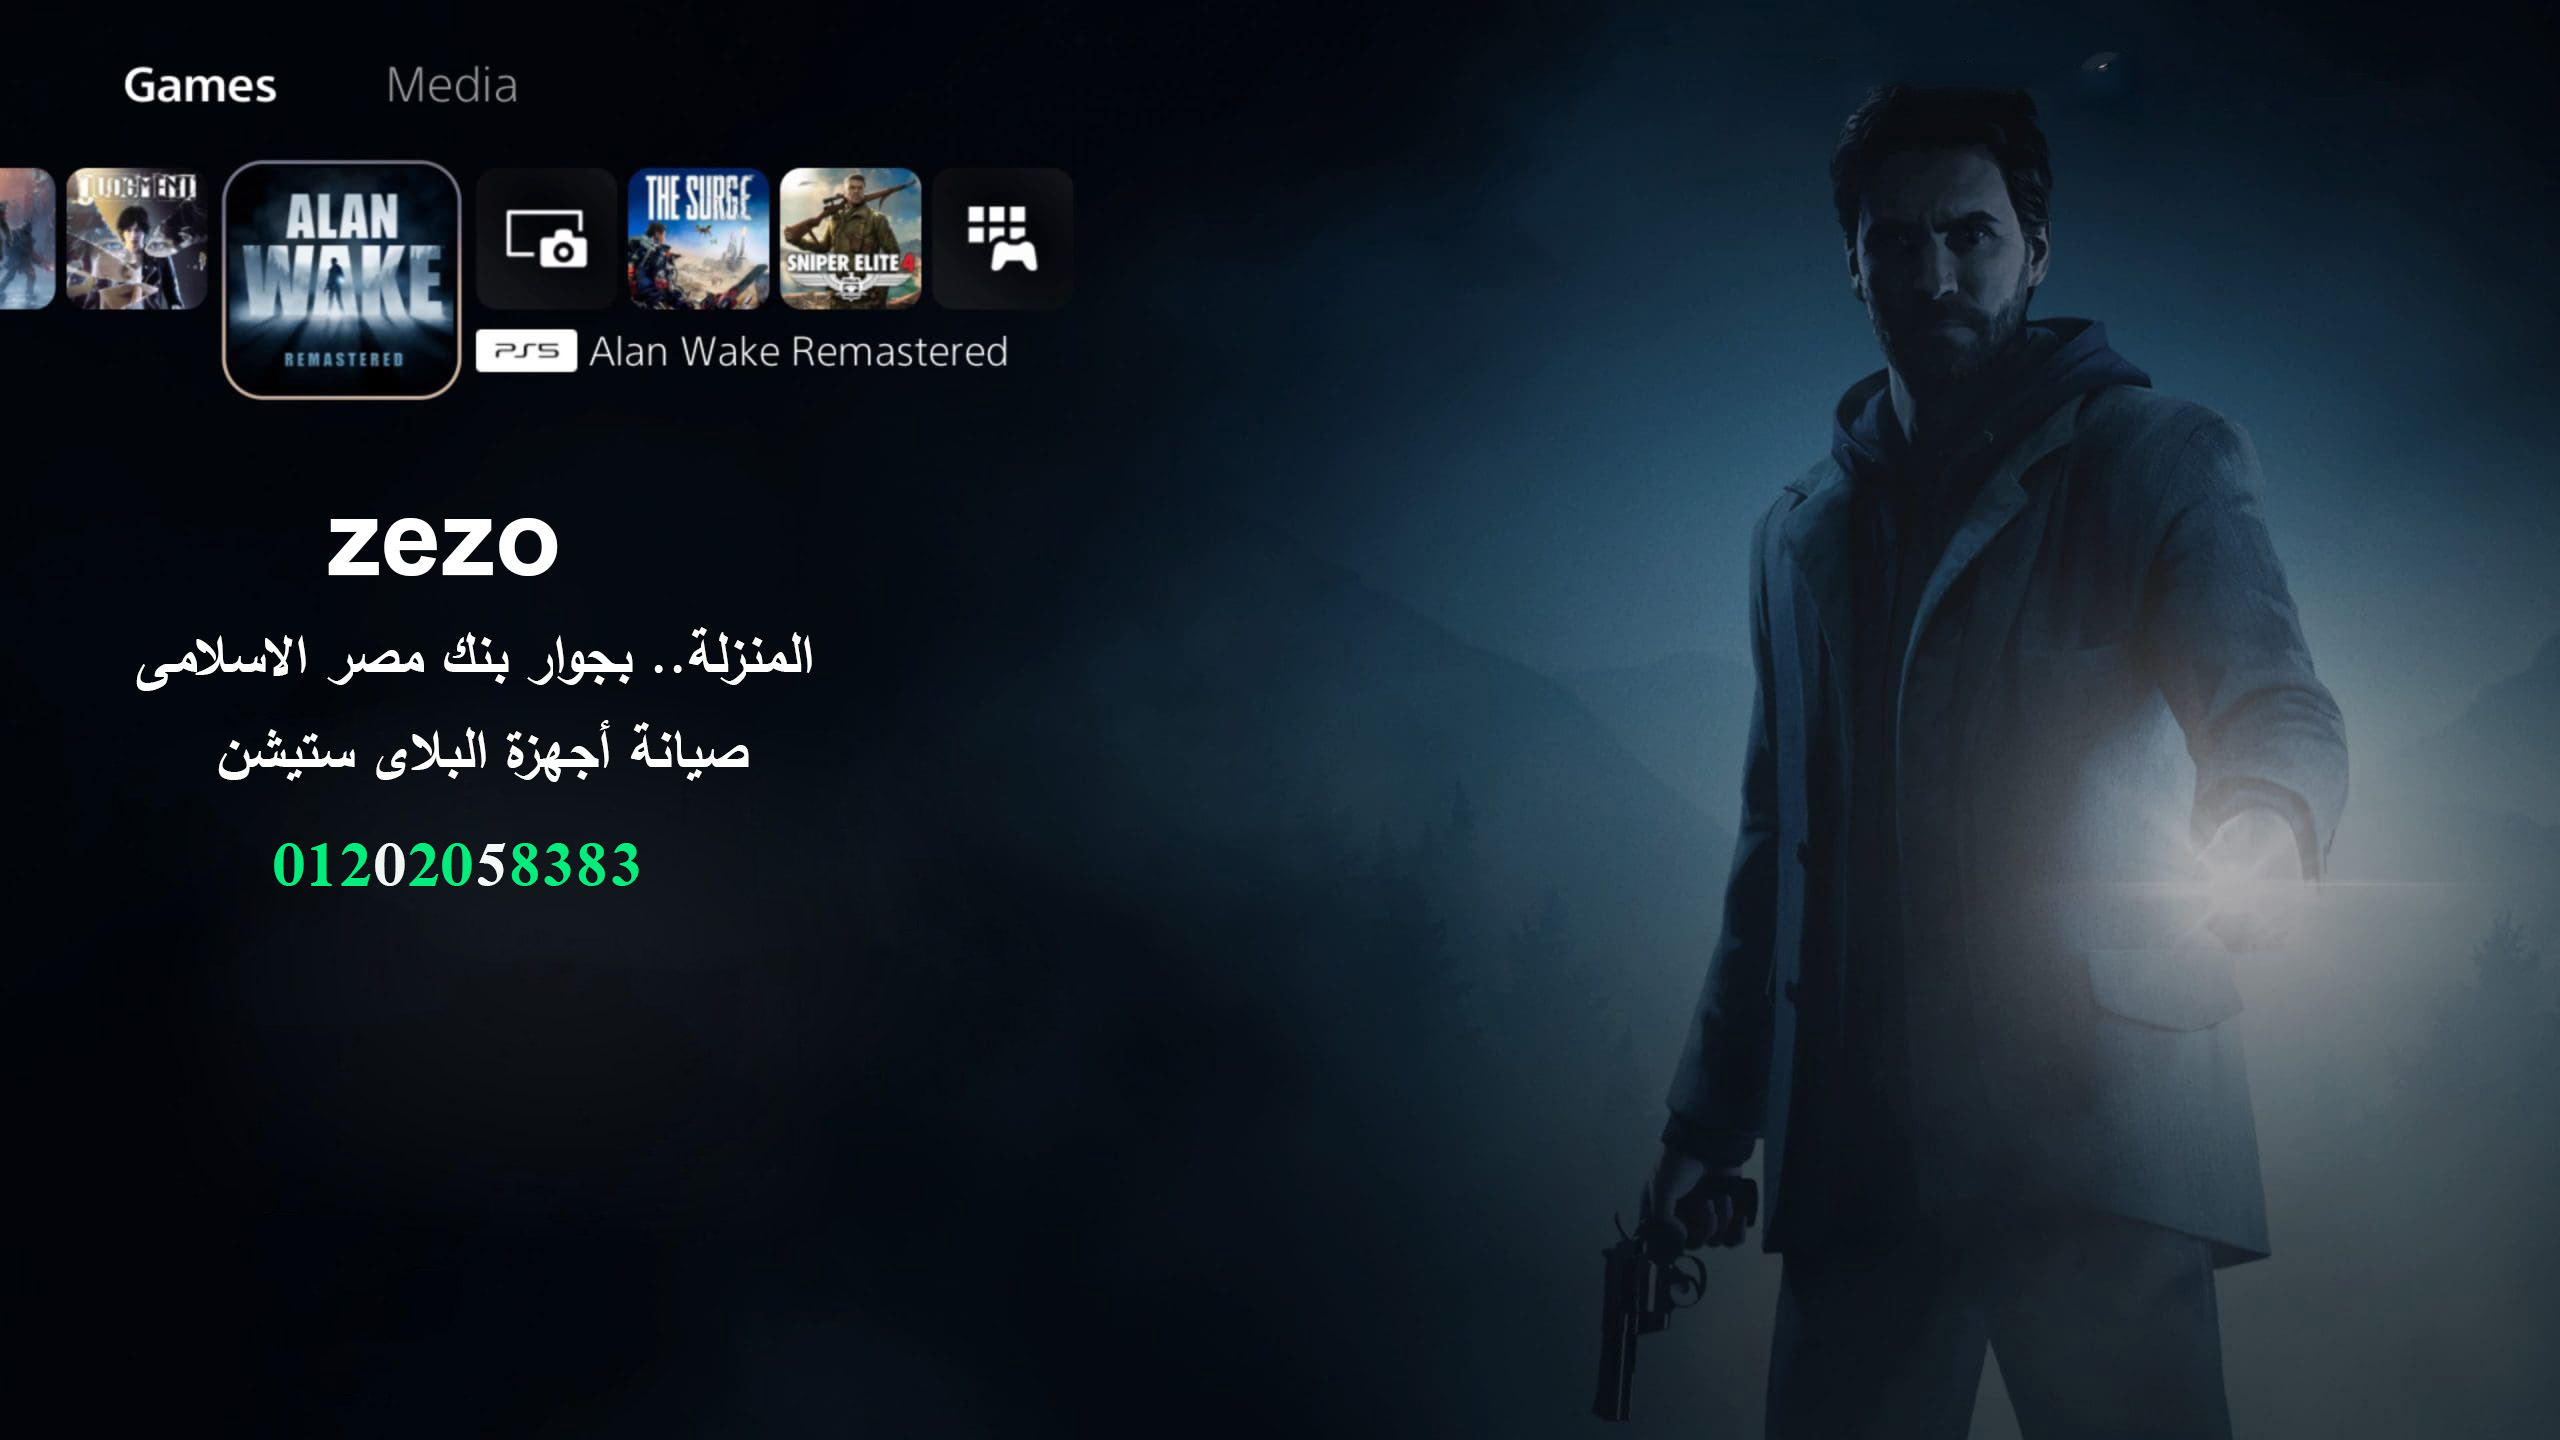 Games Media
JUDGMENT
ALAN WAKE REMASTERED
THE SURGE
SNIPER ELITE 4
PS5 Alan Wake Remastered
zezo
المنزلة.. بجوار بنك مصر الاسلامى
صيانة أجهزة البلاى ستيشن
01202058383